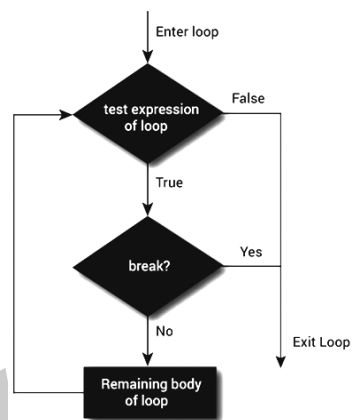 Enter loop
test expression
of loop
False
True
break?
Yes
No
Exit Loop
Remaining body
of loop